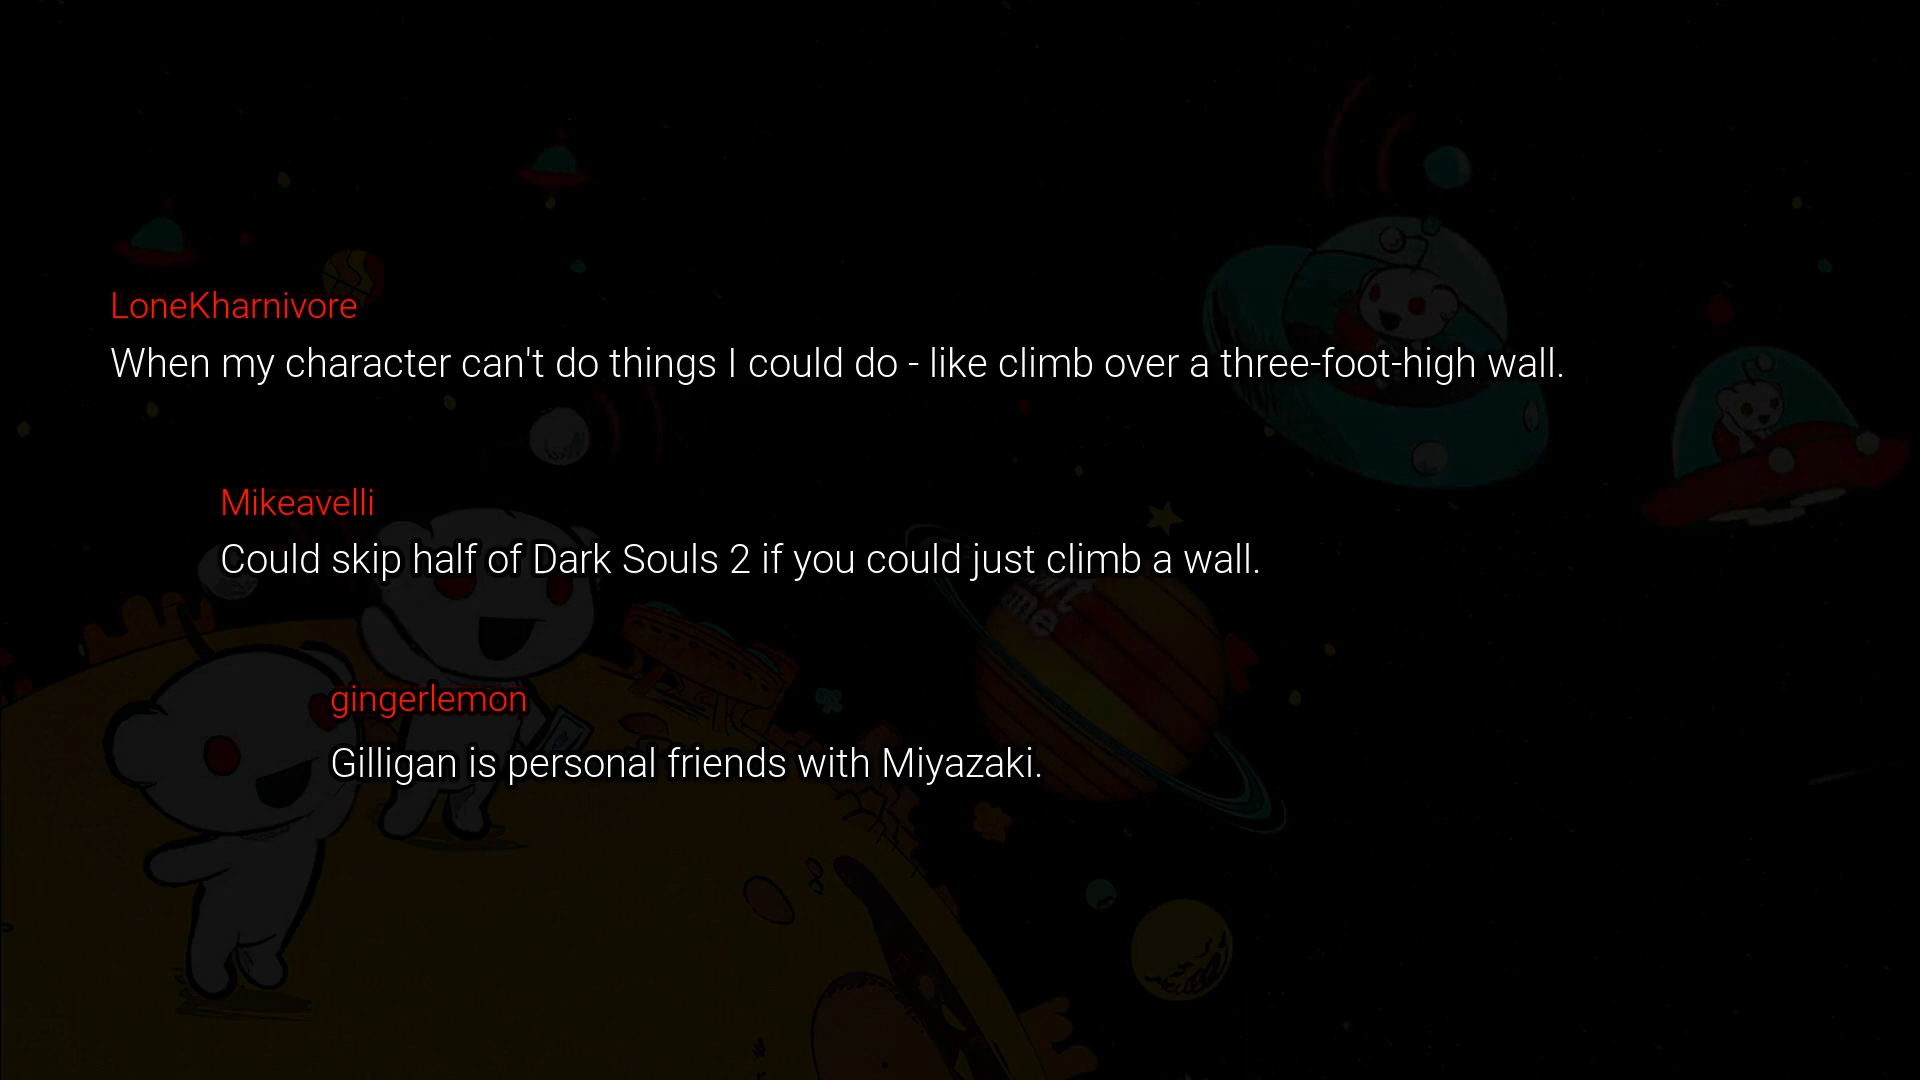 LoneKharnivore
When my character can't do things I could do - like climb over a three-foot-high wall.
Mikeavelli
Could skip half of Dark Souls 2 if you could just climb a wall.
gingerlemon
Gilligan is personal friends with Miyazaki.